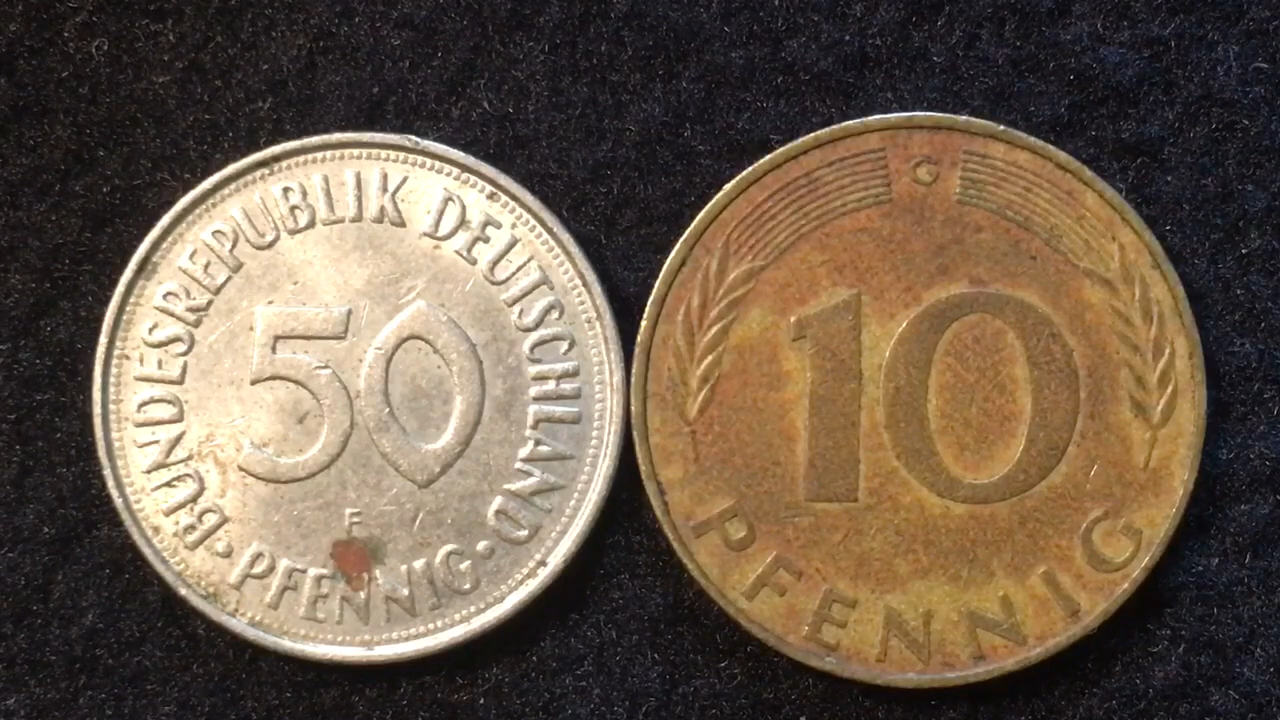 BUNDESREPUBLIK DEUTSCHLAND
50
F
· PFENNIG ·
G
10
PFENNIG